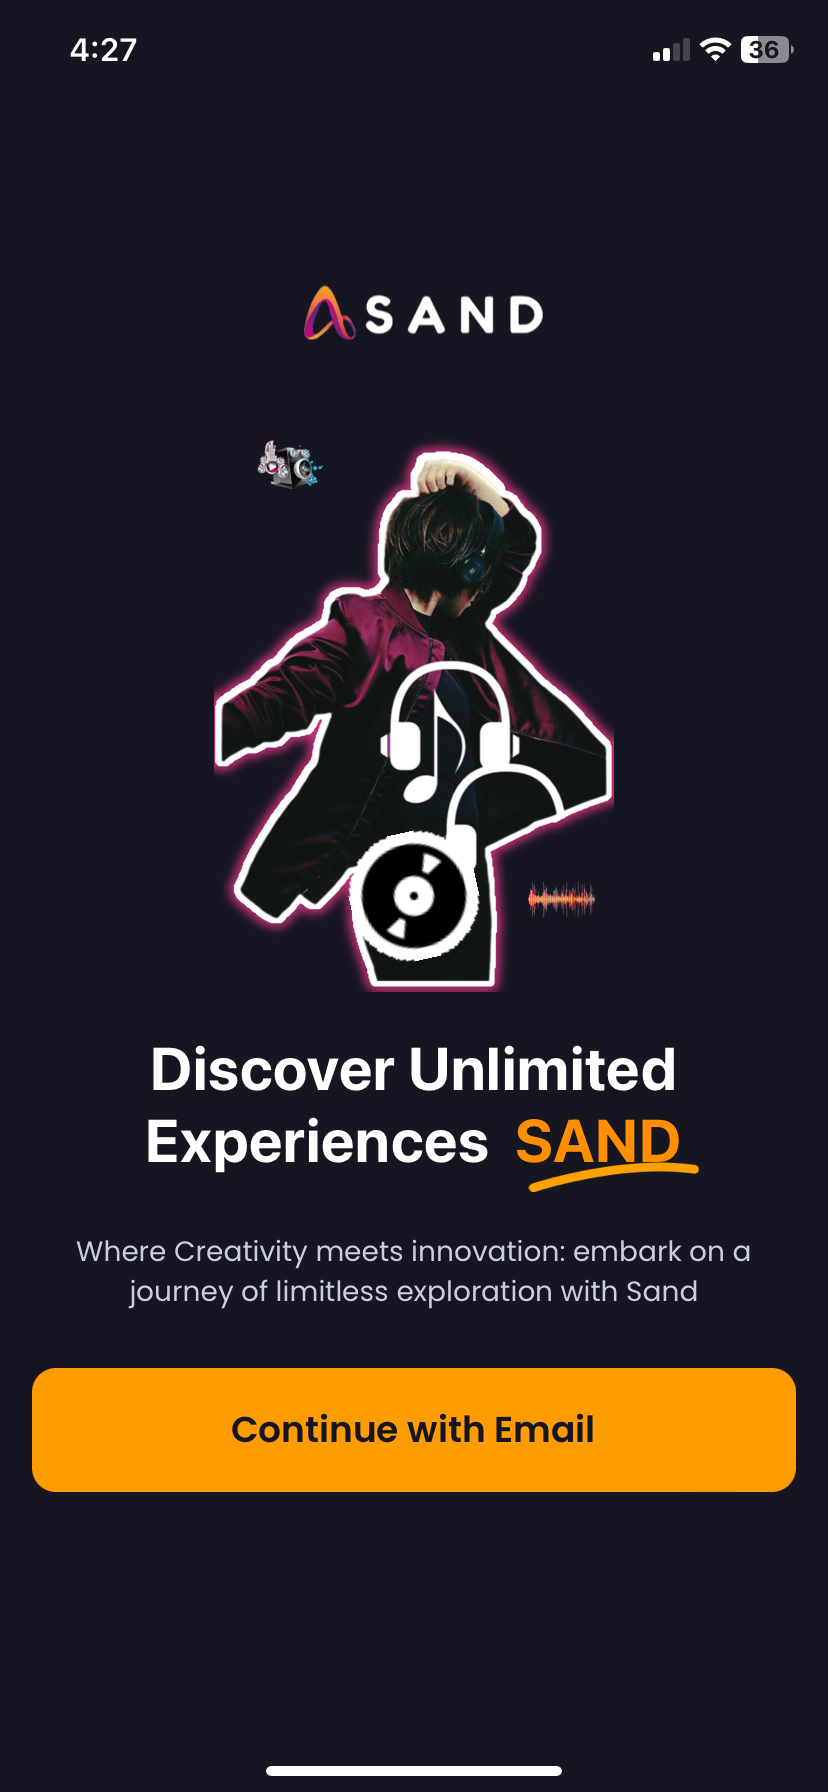 4:27
36
SAND
Discover Unlimited
Experiences SAND
Where Creativity meets innovation: embark on a
journey of limitless exploration with Sand
Continue with Email